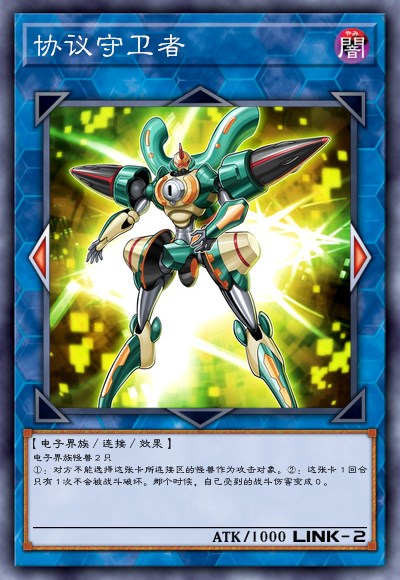 协议守卫者
やみ
闇
【电子界族/连接/效果】
电子界族怪兽2只
①：对方不能选择这张卡所连接区的怪兽作为攻击对象。②：这张卡1回合
只有1次不会被战斗破坏。那个时候，自己受到的战斗伤害变成0。
ATK/1000 LINK-2